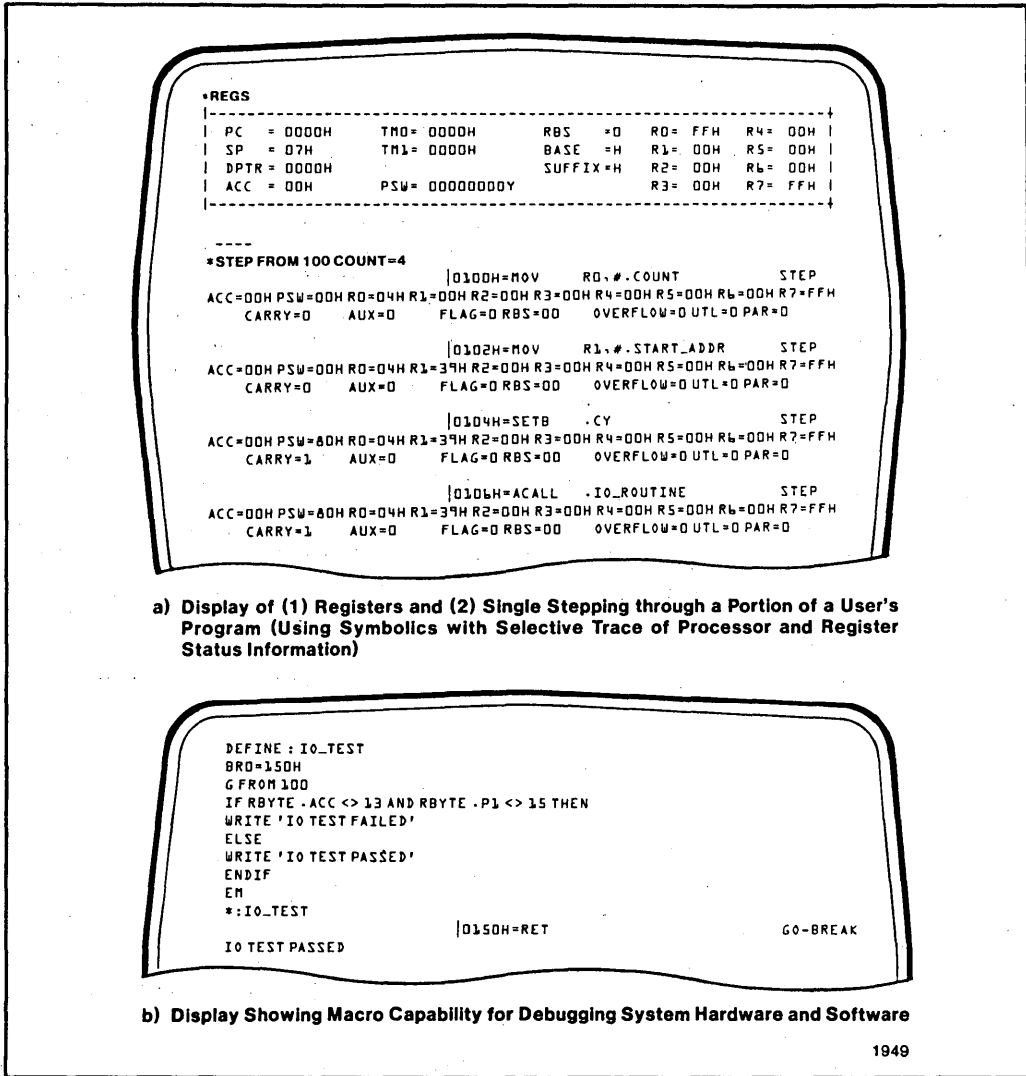 *REGS
|---------------------------------------------------------------+
| PC = 0000H TM0= 0000H RBS =0 R0= FFH R4= 00H |
| SP = 07H TM1= 0000H BASE =H R1= 00H R5= 00H |
| DPTR = 0000H SUFFIX=H R2= 00H R6= 00H |
| ACC = 00H PSW= 00000000Y R3= 00H R7= FFH |
|---------------------------------------------------------------+
----
*STEP FROM 100 COUNT=4
|0100H=MOV R0,#.COUNT STEP
ACC=00H PSW=00H R0=04H R1=00H R2=00H R3=00H R4=00H R5=00H R6=00H R7=FFH
CARRY=0 AUX=0 FLAG=0 RBS=00 OVERFLOW=0 UTL=0 PAR=0
|0102H=MOV R1,#.START_ADDR STEP
ACC=00H PSW=00H R0=04H R1=39H R2=00H R3=00H R4=00H R5=00H R6=00H R7=FFH
CARRY=0 AUX=0 FLAG=0 RBS=00 OVERFLOW=0 UTL=0 PAR=0
|0104H=SETB .CY STEP
ACC=00H PSW=80H R0=04H R1=39H R2=00H R3=00H R4=00H R5=00H R6=00H R7=FFH
CARRY=1 AUX=0 FLAG=0 RBS=00 OVERFLOW=0 UTL=0 PAR=0
|0106H=ACALL .IO_ROUTINE STEP
ACC=00H PSW=80H R0=04H R1=39H R2=00H R3=00H R4=00H R5=00H R6=00H R7=FFH
CARRY=1 AUX=0 FLAG=0 RBS=00 OVERFLOW=0 UTL=0 PAR=0
a) Display of (1) Registers and (2) Single Stepping through a Portion of a User's
Program (Using Symbolics with Selective Trace of Processor and Register
Status Information)
DEFINE : IO_TEST
BR0=150H
G FROM 100
IF RBYTE .ACC <> 13 AND RBYTE .P1 <> 15 THEN
WRITE 'IO TEST FAILED'
ELSE
WRITE 'IO TEST PASSED'
ENDIF
EM
*:IO_TEST
|0150H=RET GO-BREAK
IO TEST PASSED
b) Display Showing Macro Capability for Debugging System Hardware and Software
1949